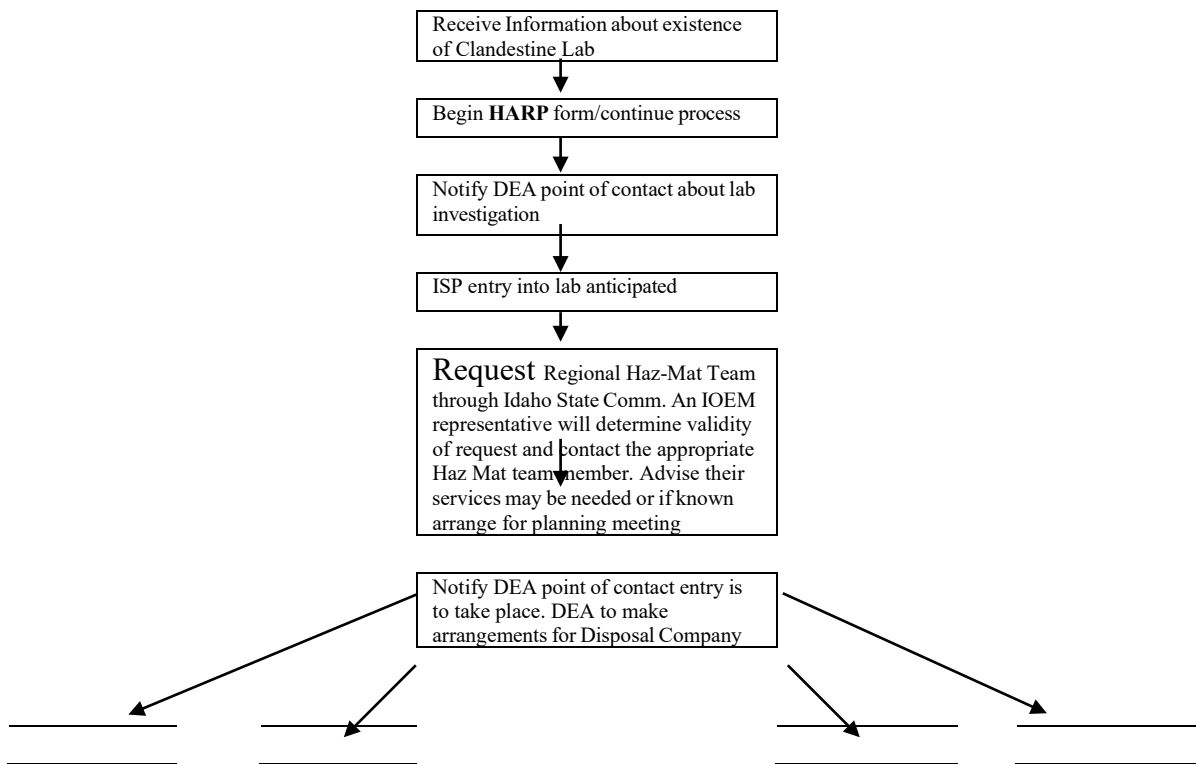 Receive Information about existence
of Clandestine Lab
Begin HARP form/continue process
Notify DEA point of contact about lab
investigation
ISP entry into lab anticipated
Request Regional Haz-Mat Team
through Idaho State Comm. An IOEM
representative will determine validity
of request and contact the appropriate
Haz Mat team member. Advise their
services may be needed or if known
arrange for planning meeting
Notify DEA point of contact entry is
to take place. DEA to make
arrangements for Disposal Company